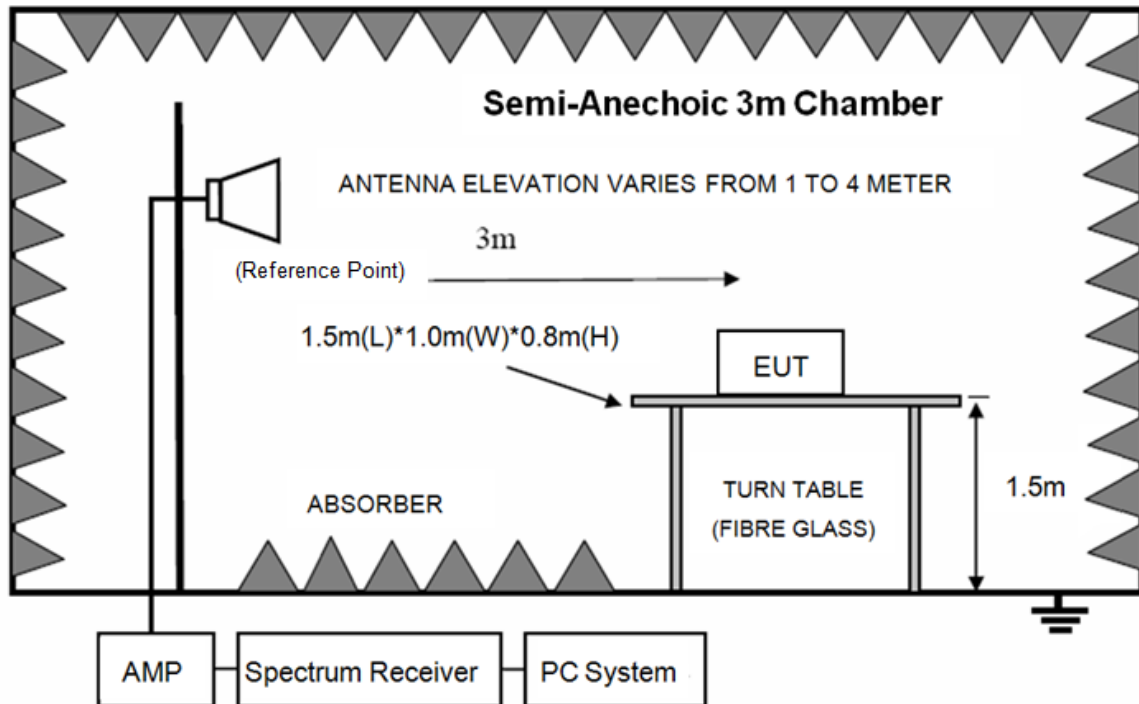 Semi-Anechoic 3m Chamber
ANTENNA ELEVATION VARIES FROM 1 TO 4 METER
3m
(Reference Point)
1.5m(L)*1.0m(W)*0.8m(H)
EUT
ABSORBER
TURN TABLE
(FIBRE GLASS)
1.5m
AMP
Spectrum Receiver
PC System